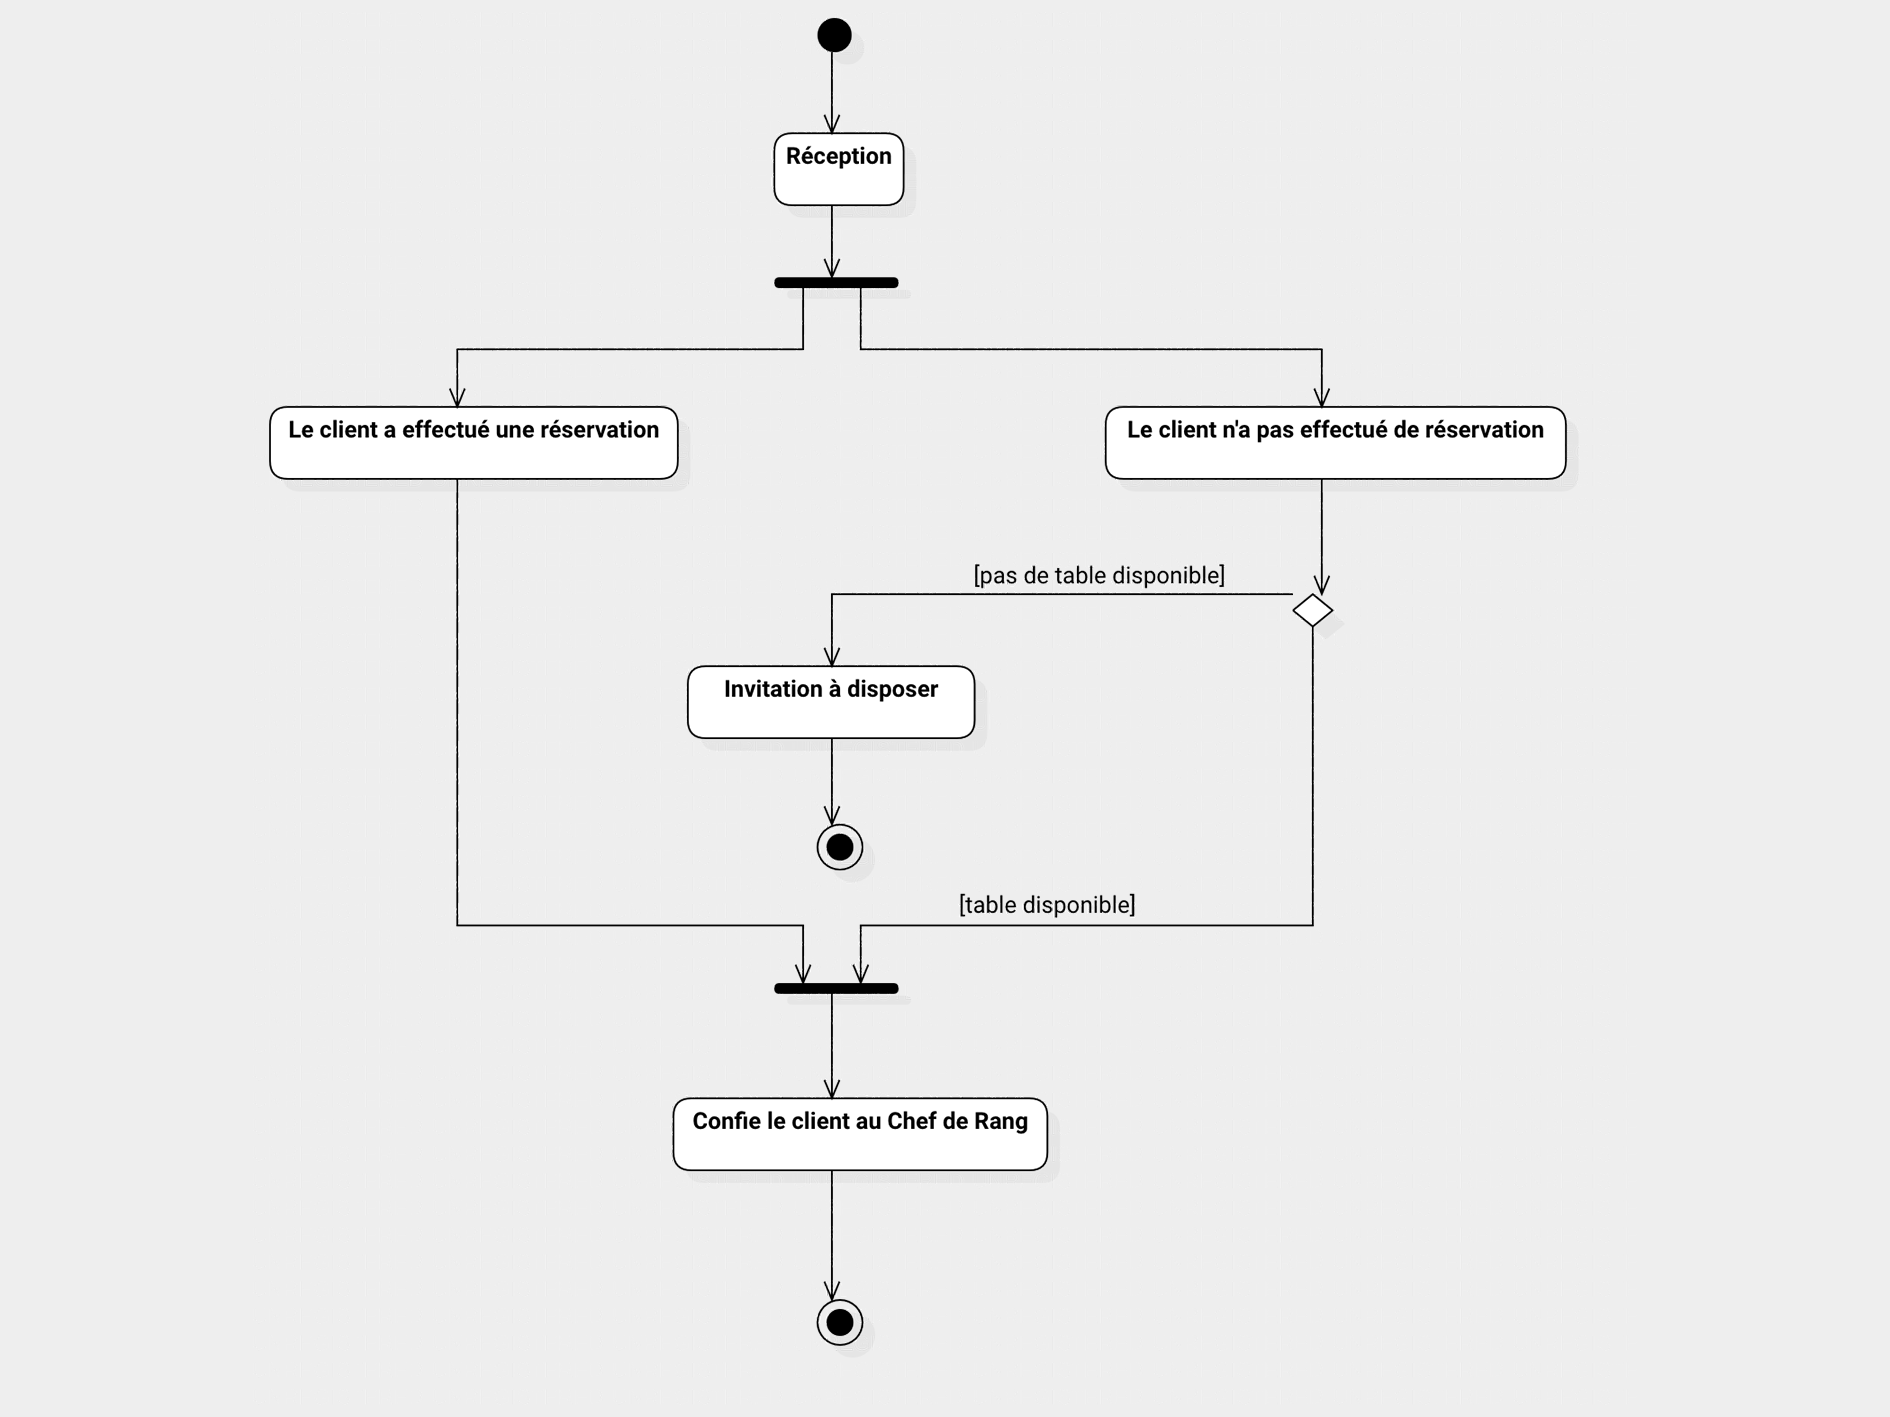 Réception
Le client a effectué une réservation
Le client n'a pas effectué de réservation
[pas de table disponible]
Invitation à disposer
[table disponible]
Confie le client au Chef de Rang